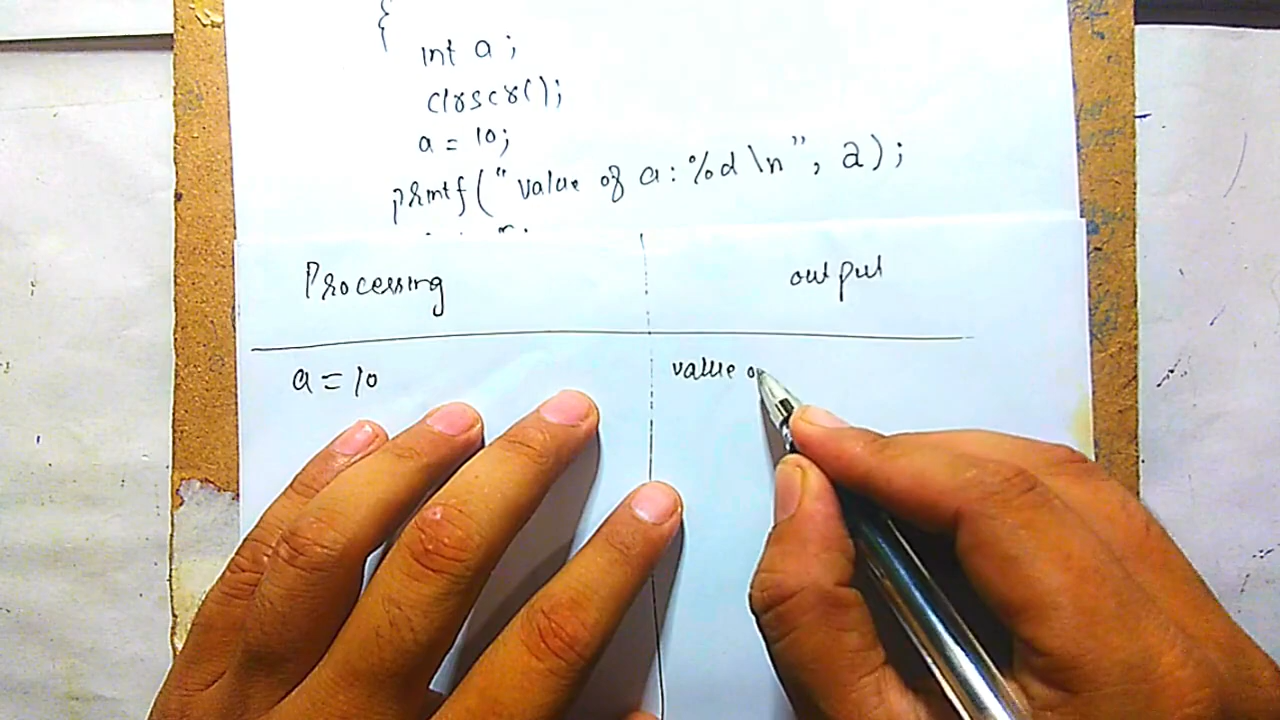 {
int a ;
clrscr();
a = 10;
printf(" value of a : %d \n ", a) ;
Processing
output
a = 10
value o